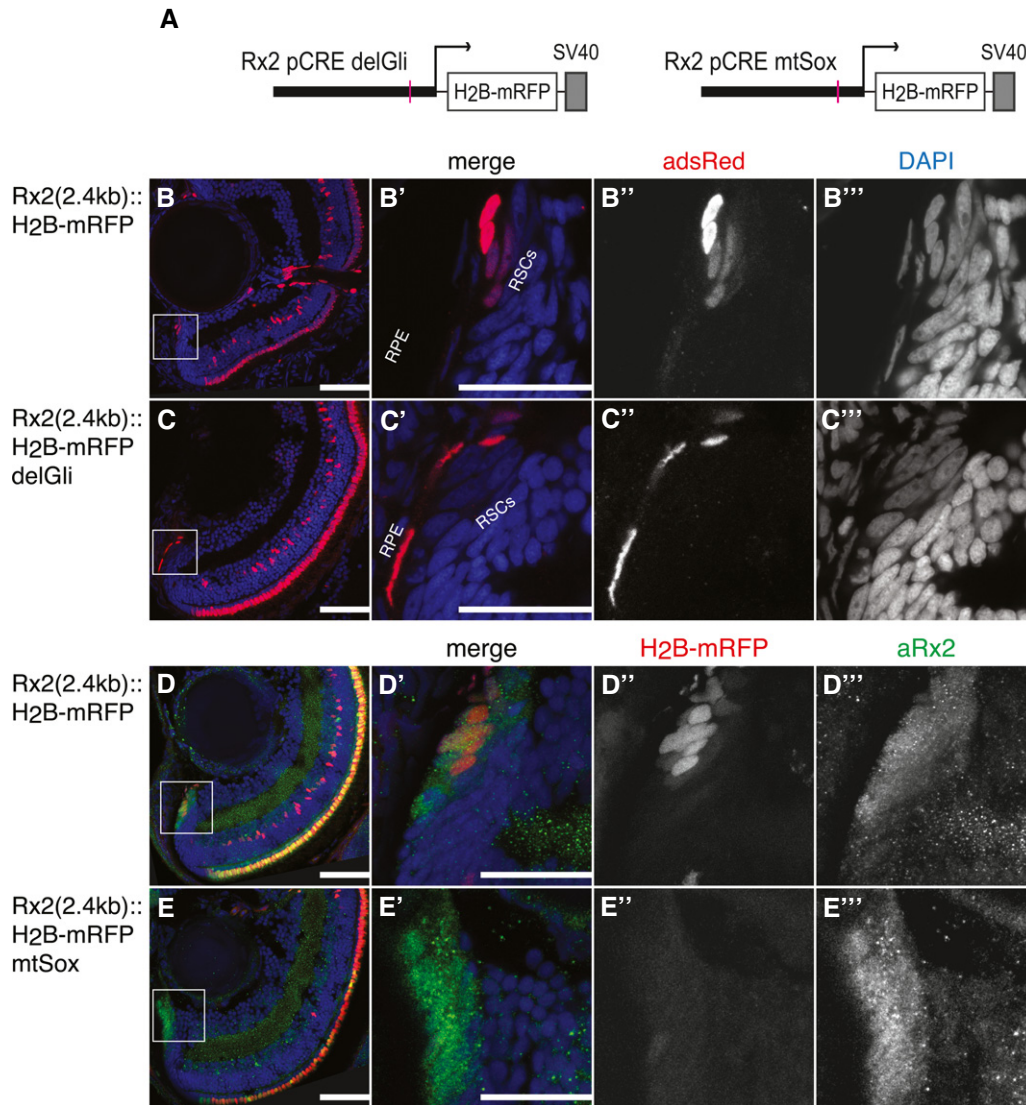 A
Rx2 pCRE delGli
H2B-mRFP
SV40
Rx2 pCRE mtSox
H2B-mRFP
SV40
merge
adsRed
DAPI
Rx2(2.4kb)::
H2B-mRFP
B
B'
RPE
RSCs
B''
B'''
Rx2(2.4kb)::
H2B-mRFP
delGli
C
C'
RPE
RSCs
C''
C'''
merge
H2B-mRFP
aRx2
Rx2(2.4kb)::
H2B-mRFP
D
D'
D''
D'''
Rx2(2.4kb)::
H2B-mRFP
mtSox
E
E'
E''
E'''